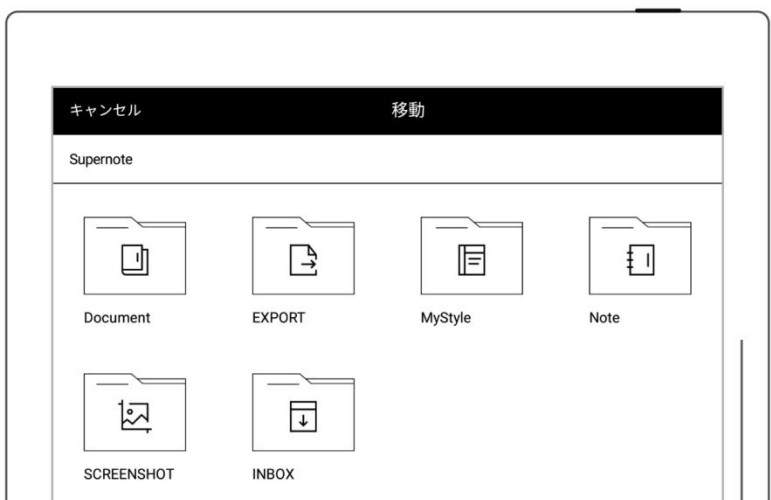 キャンセル 移動
Supernote
Document EXPORT MyStyle Note
SCREENSHOT INBOX